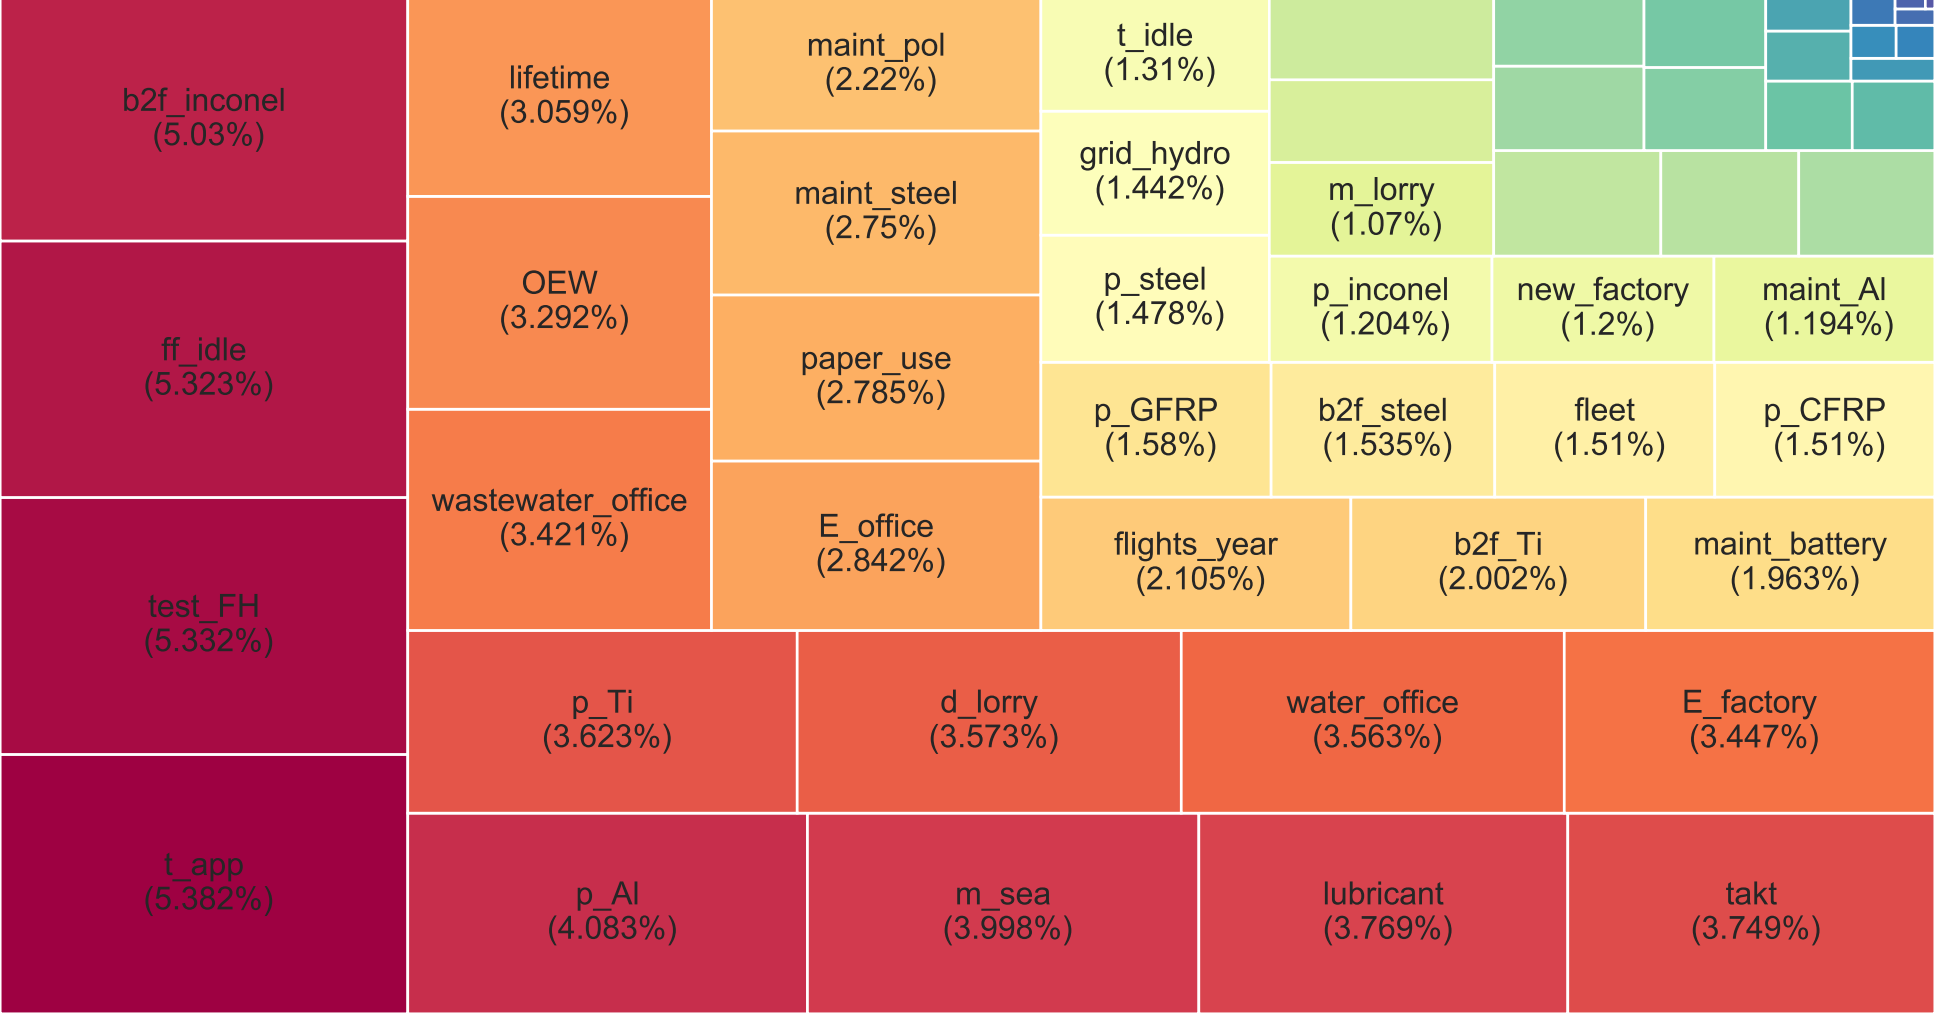 b2f_inconel
(5.03%)
ff_idle
(5.323%)
test_FH
(5.332%)
t_app
(5.382%)
lifetime
(3.059%)
OEW
(3.292%)
wastewater_office
(3.421%)
maint_pol
(2.22%)
maint_steel
(2.75%)
paper_use
(2.785%)
E_office
(2.842%)
t_idle
(1.31%)
grid_hydro
(1.442%)
p_steel
(1.478%)
m_lorry
(1.07%)
p_inconel
(1.204%)
new_factory
(1.2%)
maint_Al
(1.194%)
p_GFRP
(1.58%)
b2f_steel
(1.535%)
fleet
(1.51%)
p_CFRP
(1.51%)
flights_year
(2.105%)
b2f_Ti
(2.002%)
maint_battery
(1.963%)
p_Ti
(3.623%)
d_lorry
(3.573%)
water_office
(3.563%)
E_factory
(3.447%)
p_Al
(4.083%)
m_sea
(3.998%)
lubricant
(3.769%)
takt
(3.749%)